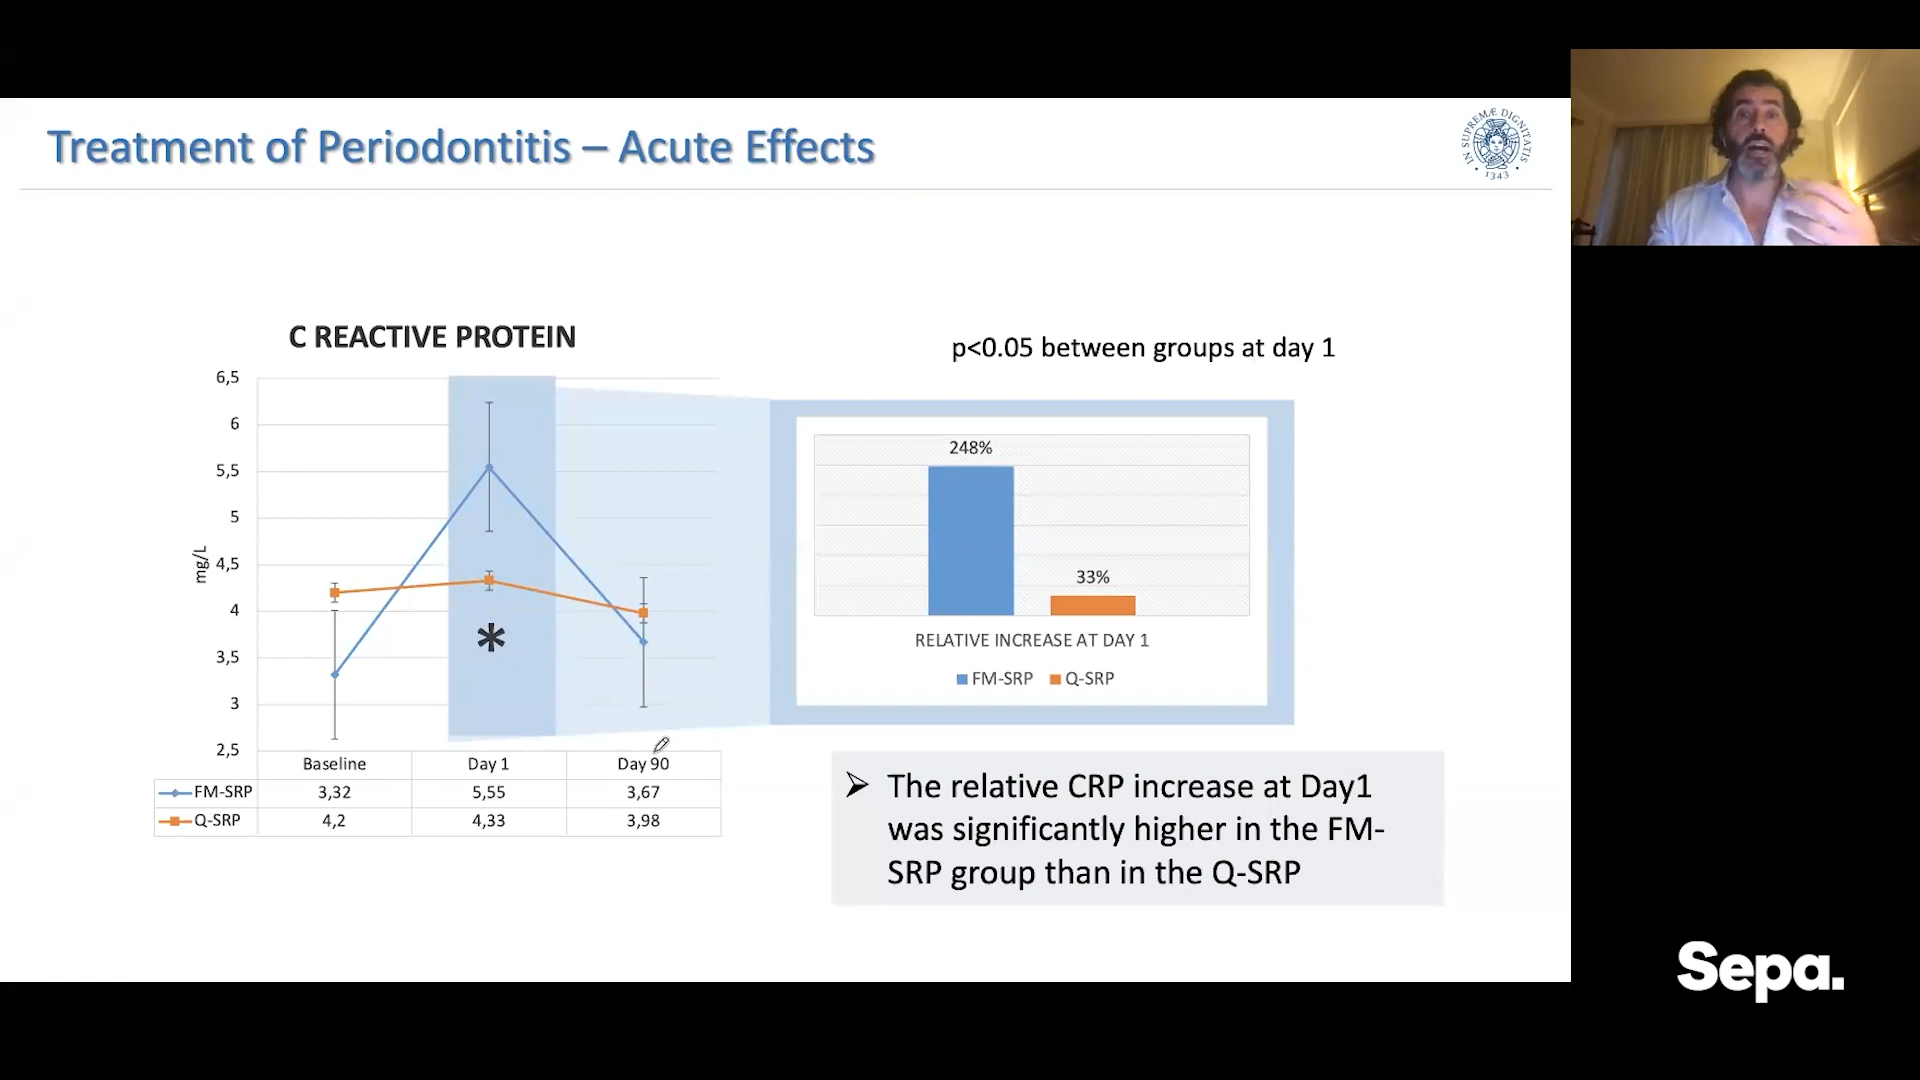 Treatment of Periodontitis – Acute Effects
IN SUPREMÆ DIGNITATIS
• 1343 •
C REACTIVE PROTEIN
p<0.05 between groups at day 1
mg/L
6,5
6
5,5
5
4,5
4
3,5
3
2,5
*
Baseline Day 1 Day 90
FM-SRP 3,32 5,55 3,67
Q-SRP 4,2 4,33 3,98
248%
33%
RELATIVE INCREASE AT DAY 1
FM-SRP Q-SRP
➢ The relative CRP increase at Day1
was significantly higher in the FM-
SRP group than in the Q-SRP
Sepa.